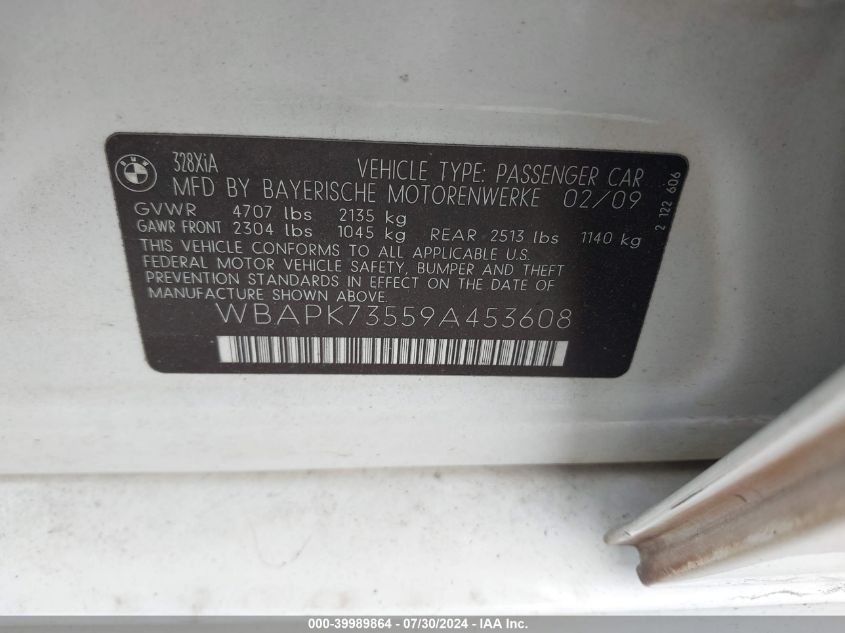 BMW
328XiA
VEHICLE TYPE: PASSENGER CAR
MFD BY BAYERISCHE MOTORENWERKE 02/09
GVWR 4707 lbs 2135 kg
GAWR FRONT 2304 lbs 1045 kg REAR 2513 lbs 1140 kg
THIS VEHICLE CONFORMS TO ALL APPLICABLE U.S.
FEDERAL MOTOR VEHICLE SAFETY, BUMPER AND THEFT
PREVENTION STANDARDS IN EFFECT ON THE DATE OF
MANUFACTURE SHOWN ABOVE.
WBAPK73559A453608
2 122 606
000-39989864 / 07/30/2024 - IAA Inc.